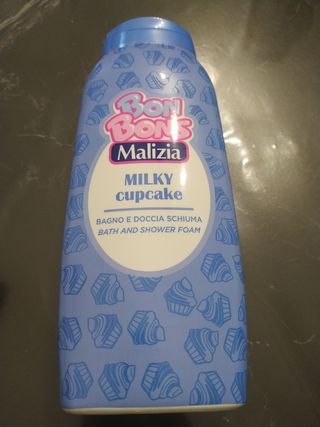 BON
BONS
Malizia
MILKY
cupcake
BAGNO E DOCCIA SCHIUMA
BATH AND SHOWER FOAM